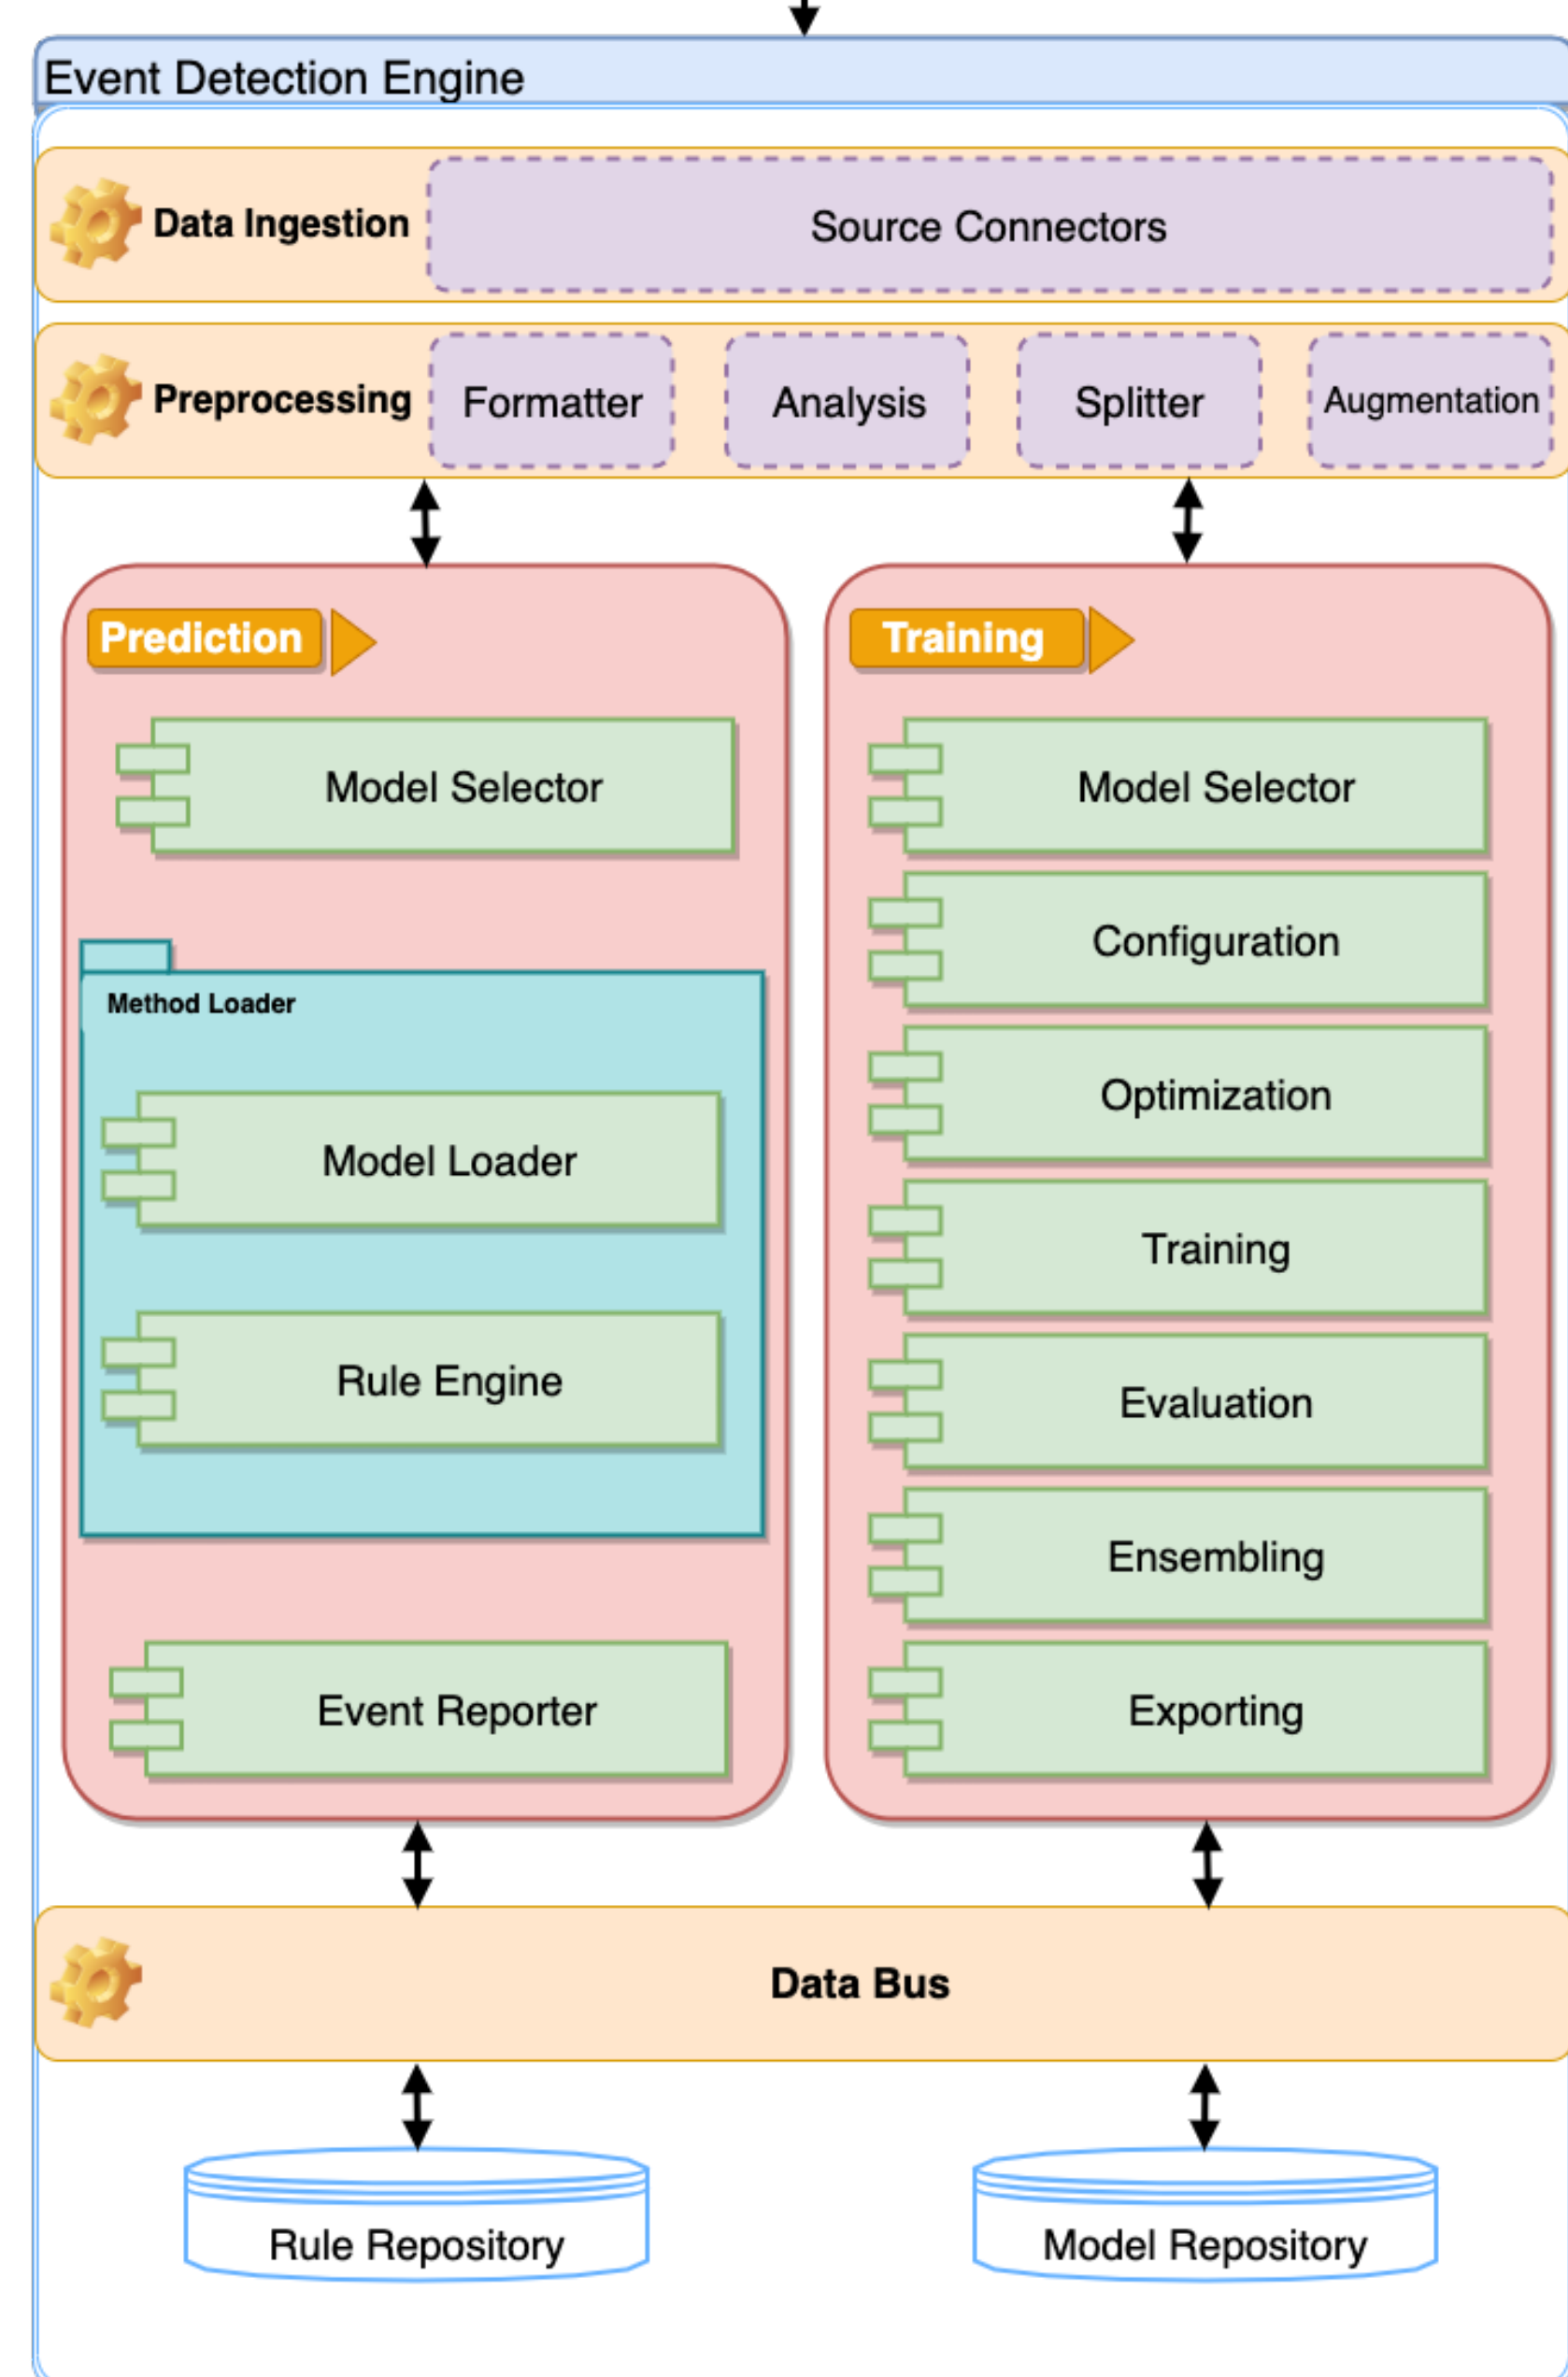 Event Detection Engine
Data Ingestion
Source Connectors
Preprocessing
Formatter
Analysis
Splitter
Augmentation
Prediction
Model Selector
Method Loader
Model Loader
Rule Engine
Event Reporter
Training
Model Selector
Configuration
Optimization
Training
Evaluation
Ensembling
Exporting
Data Bus
Rule Repository
Model Repository